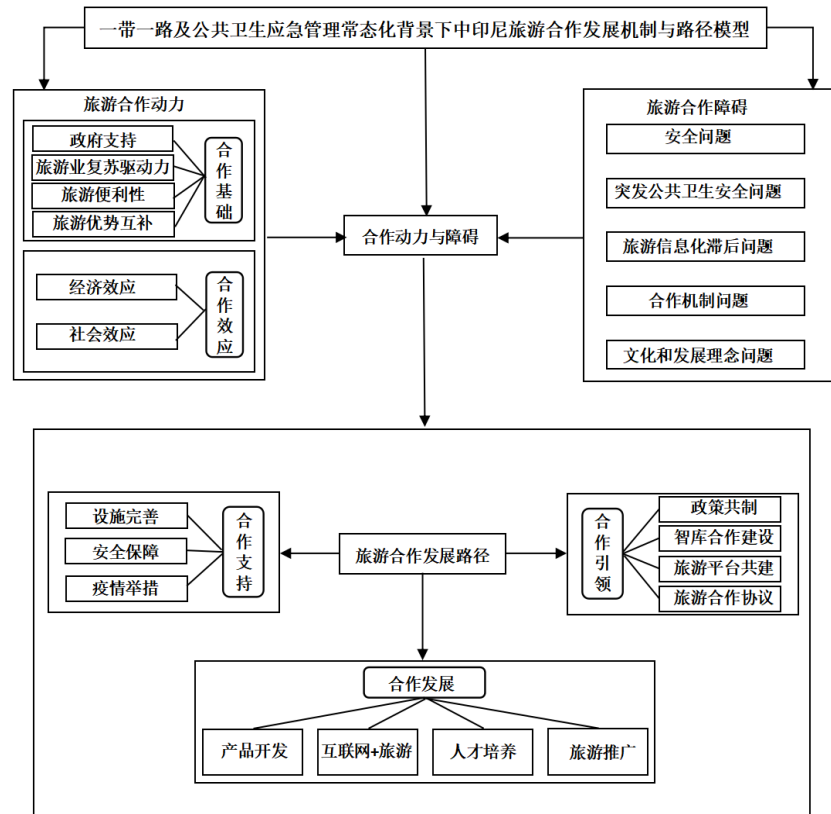 一带一路及公共卫生应急管理常态化背景下中印尼旅游合作发展机制与路径模型
旅游合作动力
政府支持
旅游业复苏驱动力
旅游便利性
旅游优势互补
合作基础
经济效应
社会效应
合作效应
合作动力与障碍
旅游合作障碍
安全问题
突发公共卫生安全问题
旅游信息化滞后问题
合作机制问题
文化和发展理念问题
设施完善
安全保障
疫情举措
合作支持
旅游合作发展路径
合作引领
政策共制
智库合作建设
旅游平台共建
旅游合作协议
合作发展
产品开发
互联网+旅游
人才培养
旅游推广